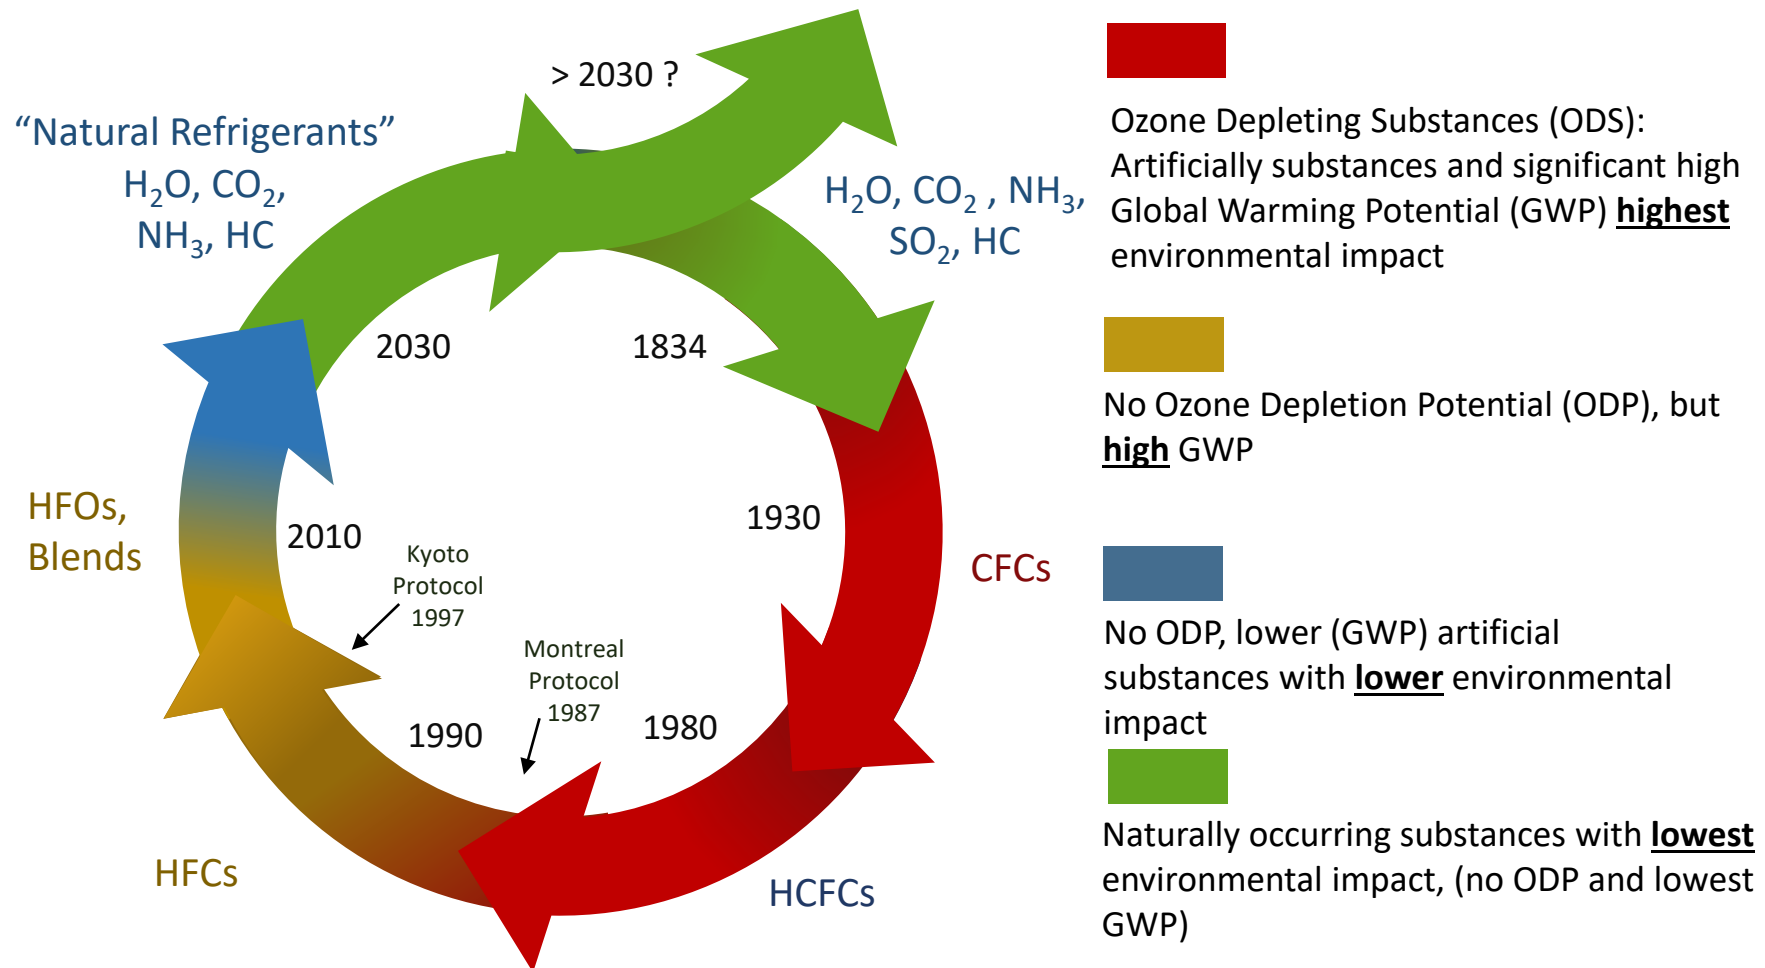 > 2030 ?
“Natural Refrigerants”
H₂O, CO₂,
NH₃, HC
H₂O, CO₂ , NH₃,
SO₂, HC
2030
1834
HFOs,
Blends
2010
1930
CFCs
Kyoto
Protocol
1997
Montreal
Protocol
1987
1990
1980
HFCs
HCFCs
Ozone Depleting Substances (ODS):
Artificially substances and significant high
Global Warming Potential (GWP) highest
environmental impact
No Ozone Depletion Potential (ODP), but
high GWP
No ODP, lower (GWP) artificial
substances with lower environmental
impact
Naturally occurring substances with lowest
environmental impact, (no ODP and lowest
GWP)